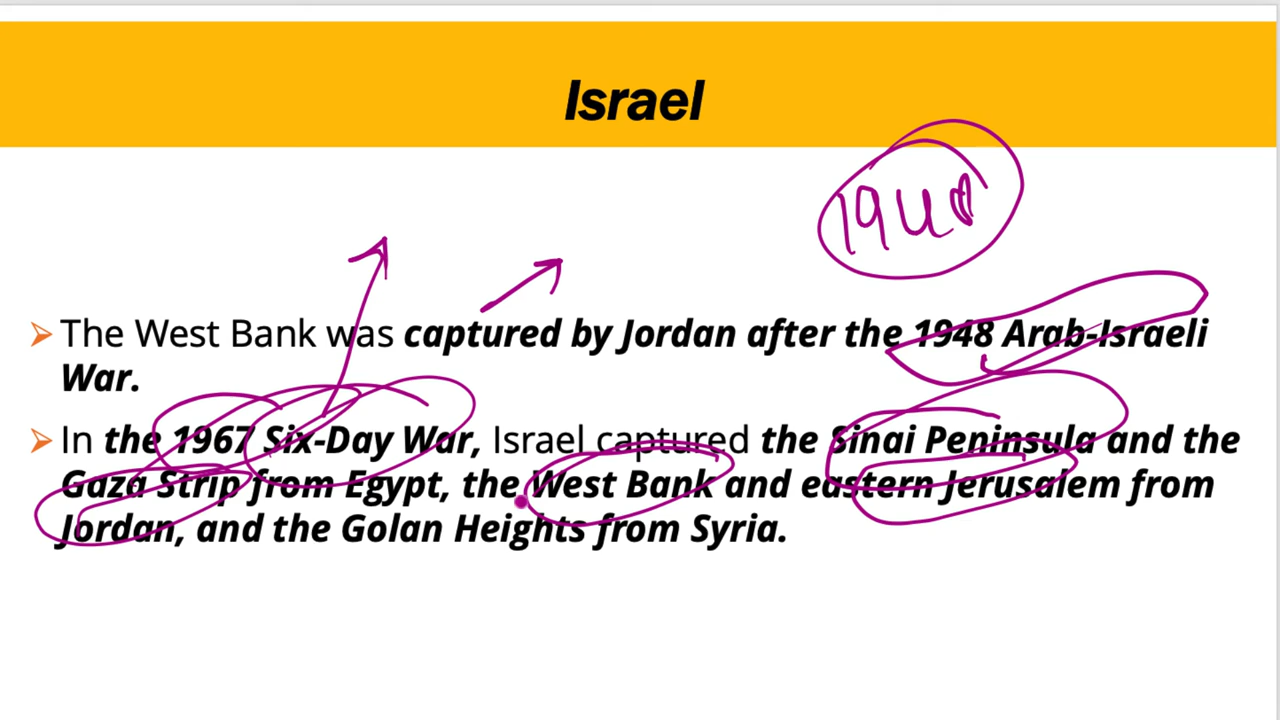 Israel
1948
The West Bank was captured by Jordan after the 1948 Arab-Israeli
War.
In the 1967 Six-Day War, Israel captured the Sinai Peninsula and the
Gaza Strip from Egypt, the West Bank and eastern Jerusalem from
Jordan, and the Golan Heights from Syria.